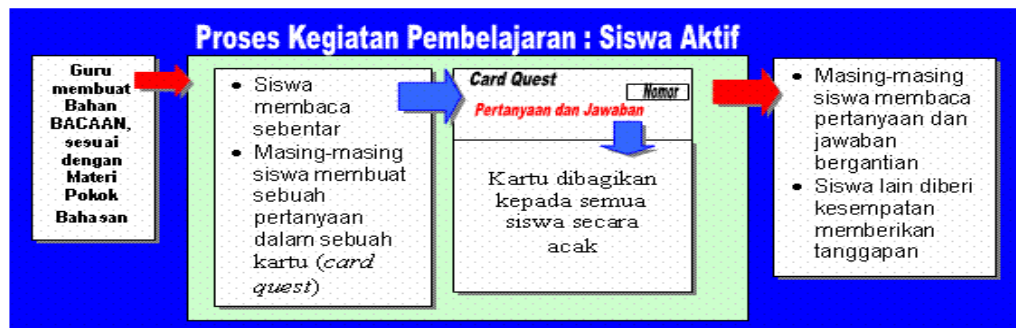 Proses Kegiatan Pembelajaran : Siswa Aktif
Guru
membuat
Bahan
BACAAN,
sesuai
dengan
Materi
Pokok
Bahasan
• Siswa
membaca
sebentar
• Masing-masing
siswa membuat
sebuah
pertanyaan
dalam sebuah
kartu (card
quest)
Card Quest
Nomor
Pertanyaan dan Jawaban
Kartu dibagikan
kepada semua
siswa secara
acak
• Masing-masing
siswa membaca
pertanyaan dan
jawaban
bergantian
• Siswa lain diberi
kesempatan
memberikan
tanggapan